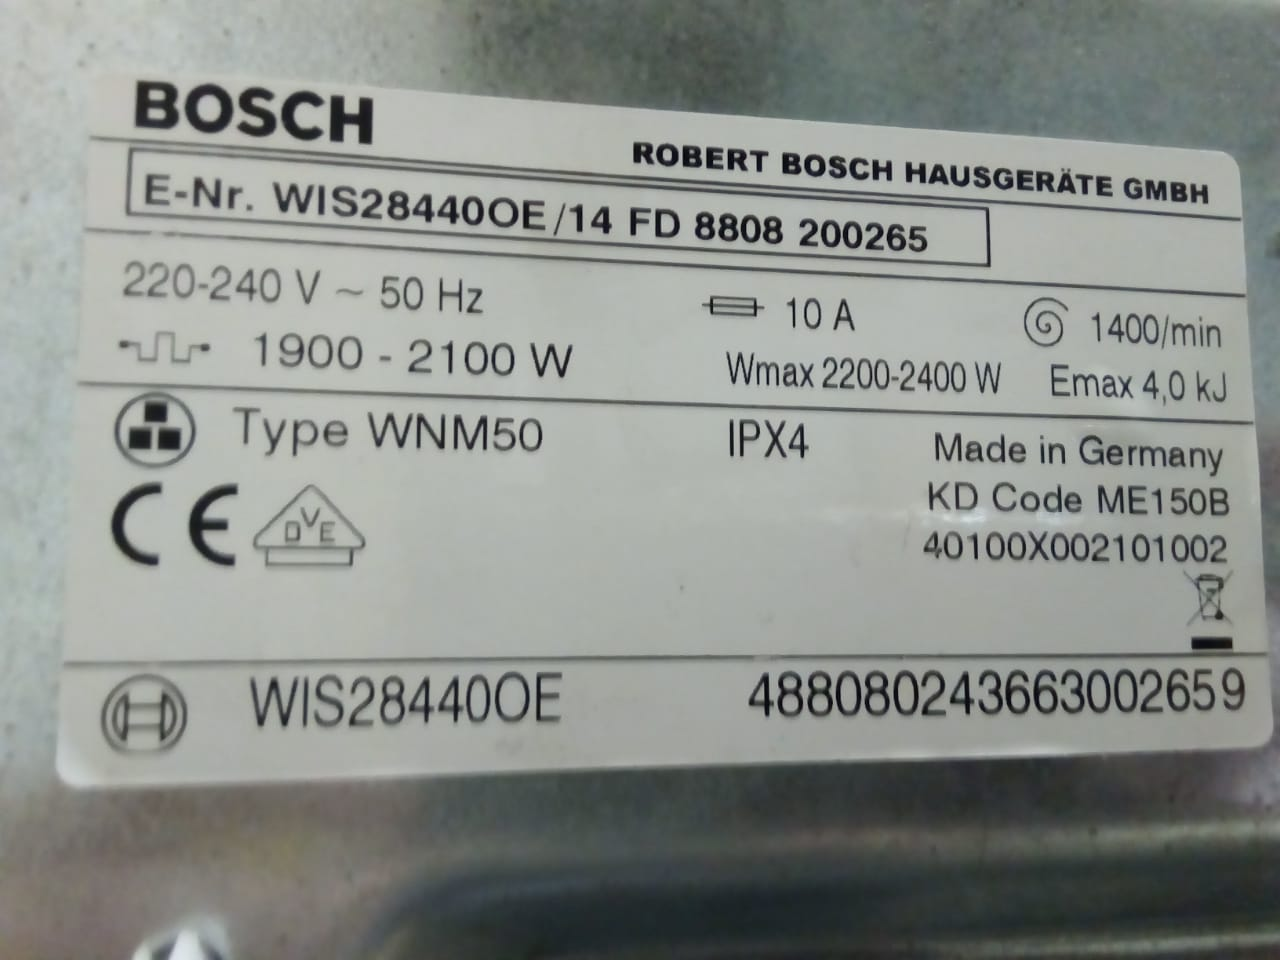 BOSCH
ROBERT BOSCH HAUSGERÄTE GMBH
E-Nr. WIS28440OE/14 FD 8808 200265
220-240 V ~ 50 Hz 10 A 1400/min
1900 - 2100 W Wmax 2200-2400 W Emax 4,0 kJ
Type WNM50 IPX4 Made in Germany
KD Code ME150B
CE DVE
40100X002101002
WIS28440OE 488080243663002659